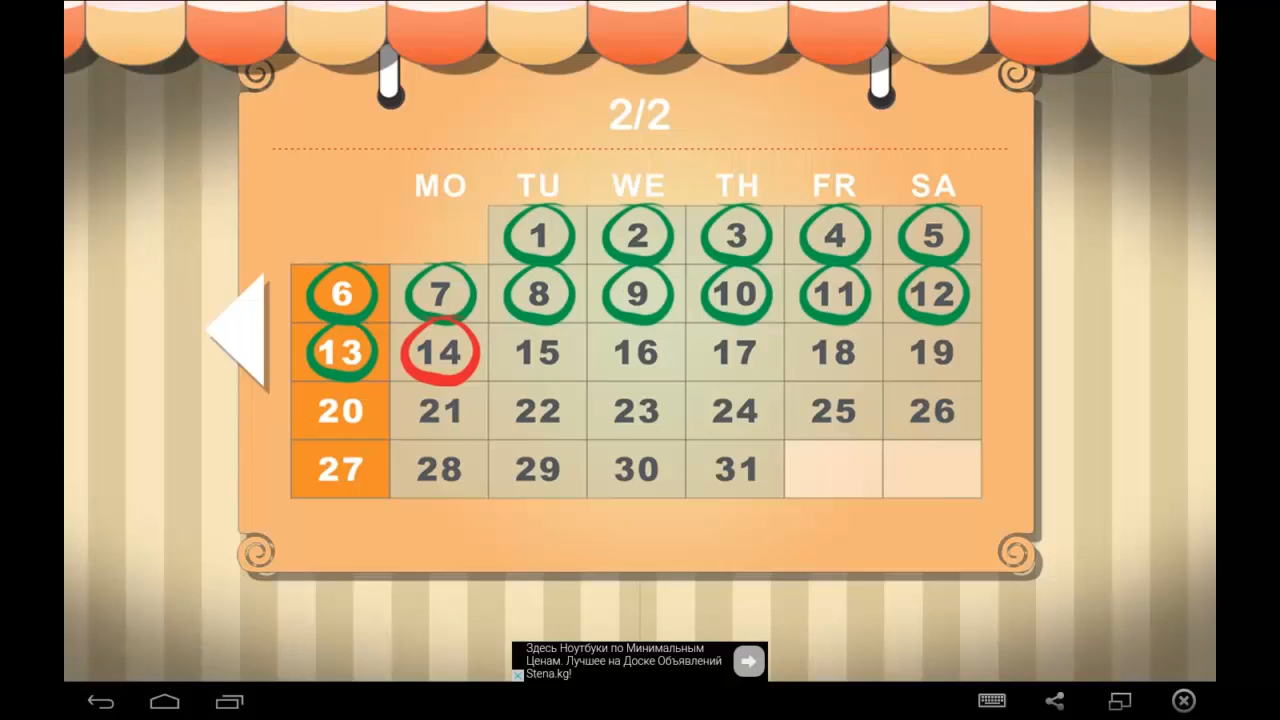 2/2
MO TU WE TH FR SA
1 2 3 4 5
6 7 8 9 10 11 12
13 14 15 16 17 18 19
20 21 22 23 24 25 26
27 28 29 30 31
Здесь Ноутбуки по Минимальным
Ценам. Лучшее на Доске Объявлений
Stena.kg!